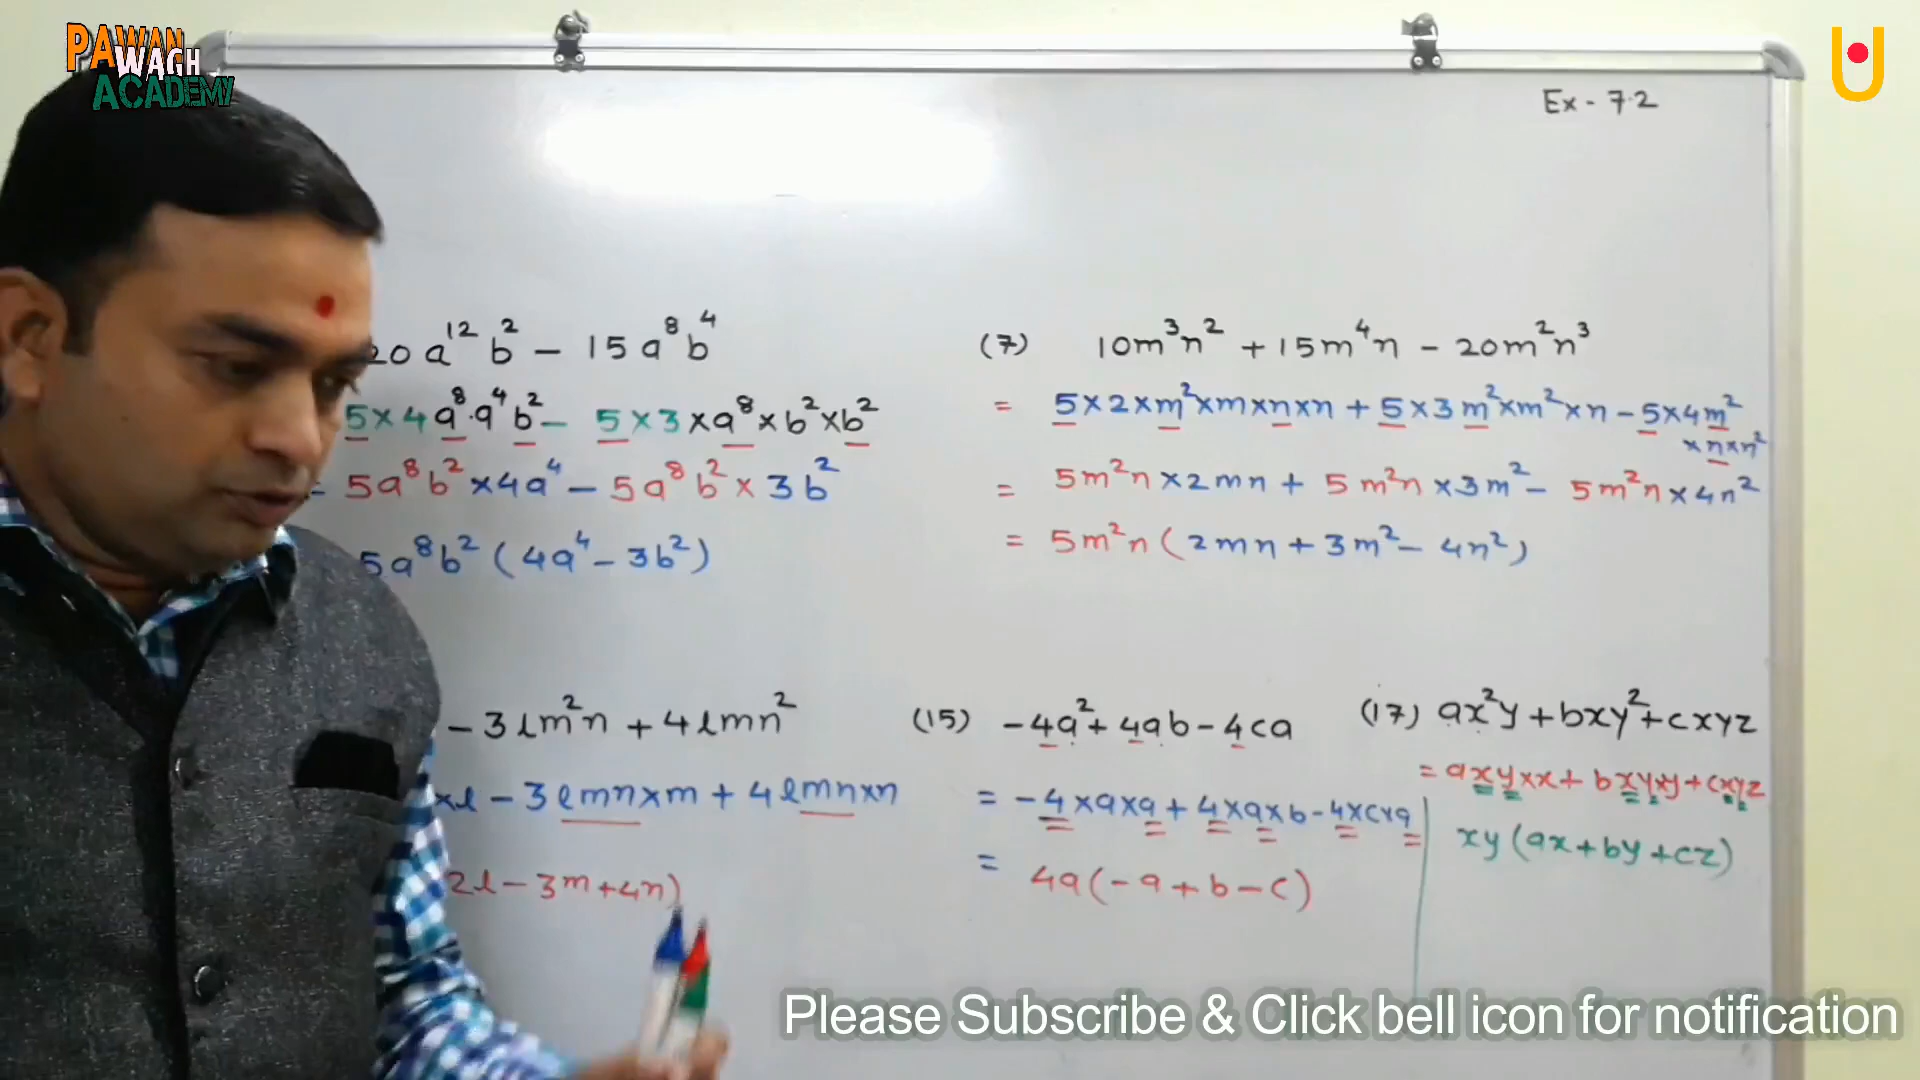 PAWAN
WAGH
ACADEMY
Ex - 7.2
20a¹²b² - 15a⁸b⁴
5×4a⁸·a⁴b² - 5×3×a⁸×b²×b²
- 5a⁸b²×4a⁴ - 5a⁸b²×3b²
5a⁸b²(4a⁴ - 3b²)
(7) 10m³n² + 15m⁴n - 20m²n³
= 5×2×m²×m×n×n + 5×3m²×m²×n - 5×4m²
×n×n²
= 5m²n×2mn + 5m²n×3m² - 5m²n×4n²
= 5m²n(2mn + 3m² - 4n²)
- 3lm²n + 4lmn²
×l - 3lmn×m + 4lmn×n
2l - 3m + 4n)
(15) -4a² + 4ab - 4ca
= -4×a×a + 4×a×b - 4×c×a
= 4a(-a + b - c)
(17) ax²y + bxy² + cxyz
= axy×x + bxy×y + cxyz
xy(ax + by + cz)
Please Subscribe & Click bell icon for notification